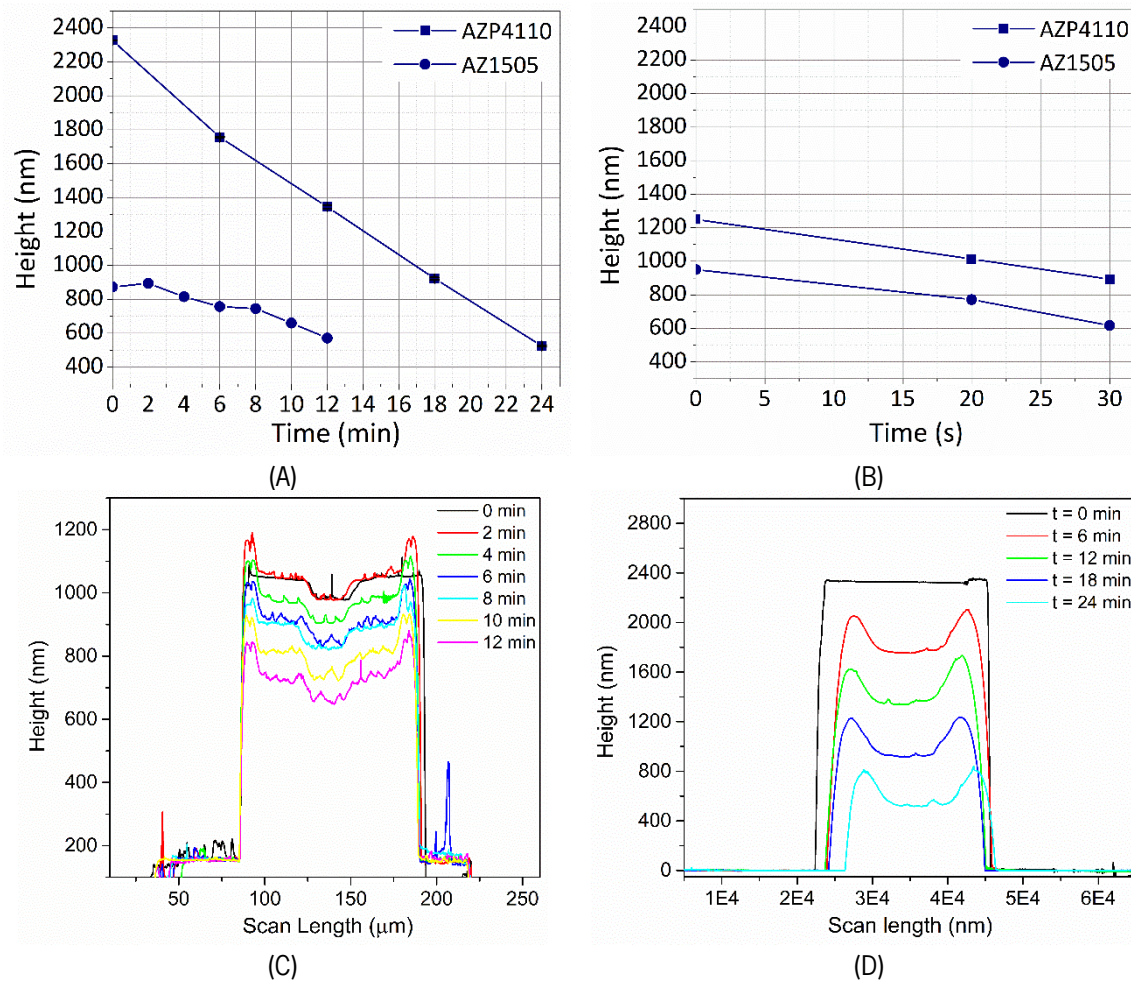 AZP4110
AZ1505
Height (nm)
2400
2200
2000
1800
1600
1400
1200
1000
800
600
400
0 2 4 6 8 10 12 14 16 18 20 22 24
Time (min)
(A)
AZP4110
AZ1505
Height (nm)
2400
2200
2000
1800
1600
1400
1200
1000
800
600
400
0 5 10 15 20 25 30
Time (s)
(B)
0 min
2 min
4 min
6 min
8 min
10 min
12 min
Height (nm)
1200
1000
800
600
400
200
50 100 150 200 250
Scan Length (μm)
(C)
t = 0 min
t = 6 min
t = 12 min
t = 18 min
t = 24 min
Height (nm)
2800
2400
2000
1600
1200
800
400
0
1E4 2E4 3E4 4E4 5E4 6E4
Scan length (nm)
(D)